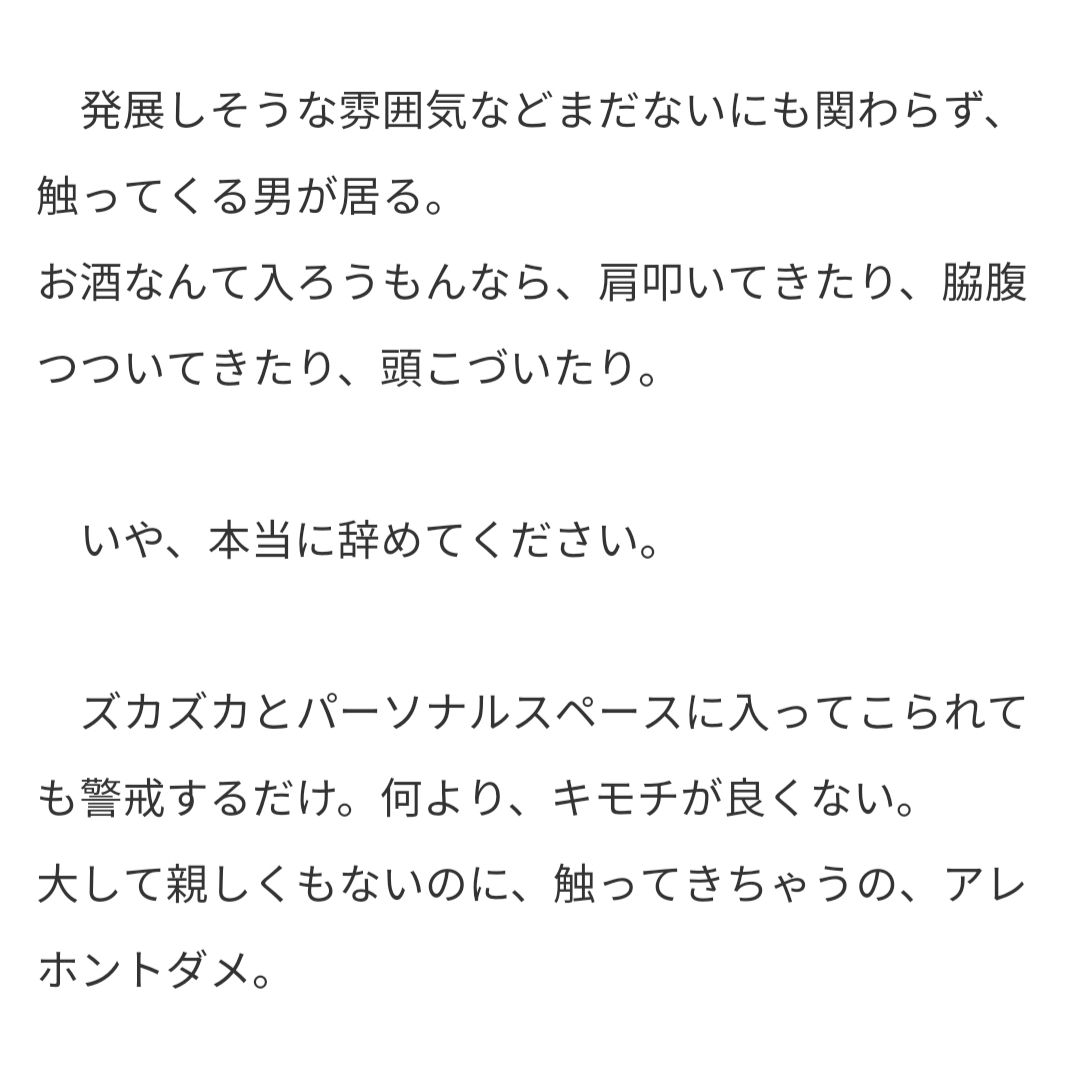 発展しそうな雰囲気などまだないにも関わらず、
触ってくる男が居る。
お酒なんて入ろうもんなら、肩叩いてきたり、脇腹
つついてきたり、頭こづいたり。
　いや、本当に辞めてください。
　ズカズカとパーソナルスペースに入ってこられて
も警戒するだけ。何より、キモチが良くない。
大して親しくもないのに、触ってきちゃうの、アレ
ホントダメ。